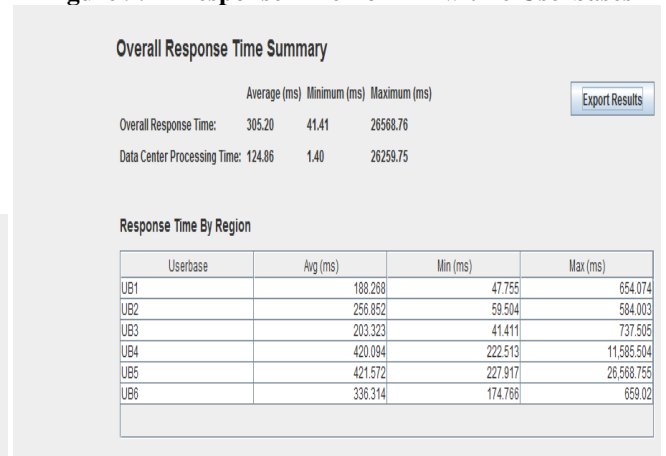 Overall Response Time Summary
Average (ms) Minimum (ms) Maximum (ms)
Export Results
Overall Response Time: 305.20 41.41 26568.76
Data Center Processing Time: 124.86 1.40 26259.75
Response Time By Region
Userbase Avg (ms) Min (ms) Max (ms)
UB1 188.268 47.755 654.074
UB2 256.852 59.504 584.003
UB3 203.323 41.411 737.505
UB4 420.094 222.513 11,585.504
UB5 421.572 227.917 26,568.755
UB6 336.314 174.766 659.02